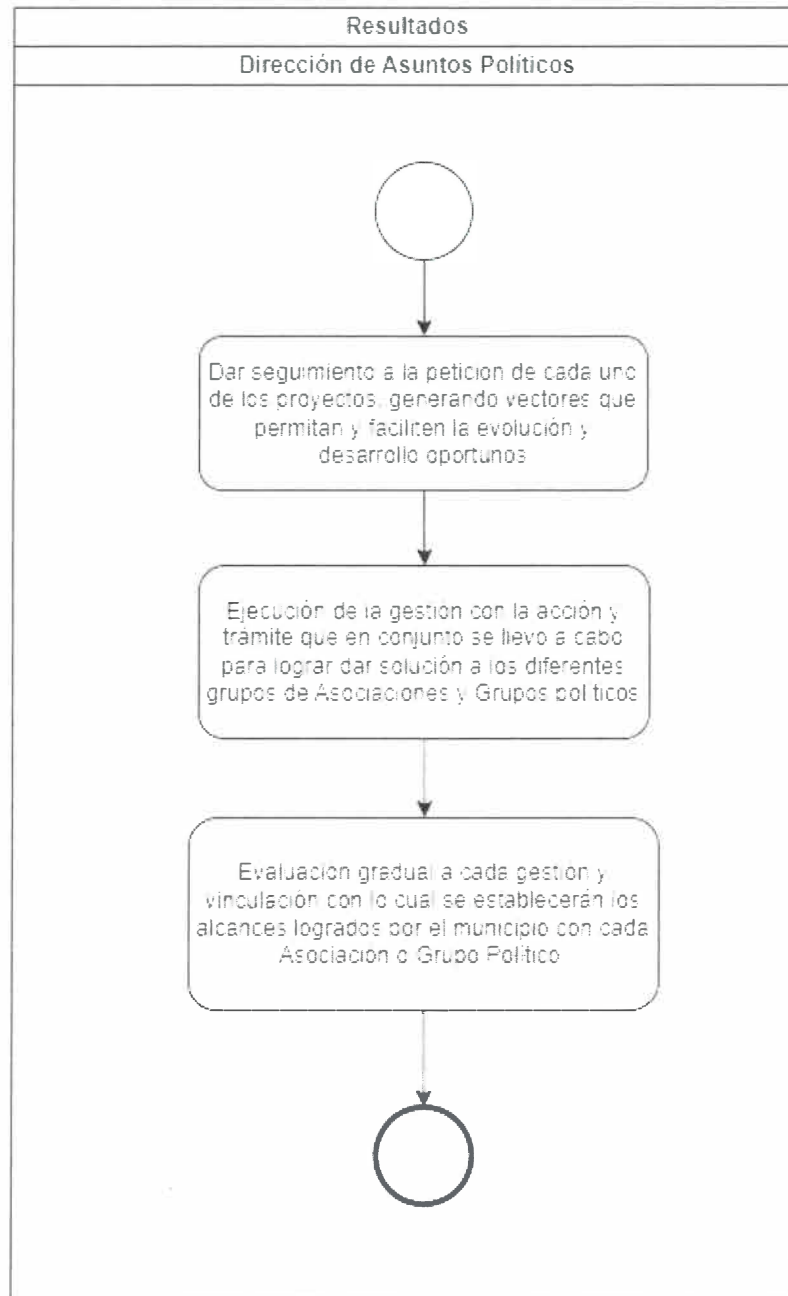 Resultados
Dirección de Asuntos Políticos
Dar seguimiento a la peticion de cada uno
de los proyectos, generando vectores que
permitan y faciliten la evolución y
desarrollo oportunos
Ejecución de la gestión con la acción y
trámite que en conjunto se llevo a cabo
para lograr dar solución a los diferentes
grupos de Asociaciones y Grupos políticos
Evaluacion gradual a cada gestion y
vinculación con lo cual se establecerán los
alcances logrados por el municipio con cada
Asociacion o Grupo Político